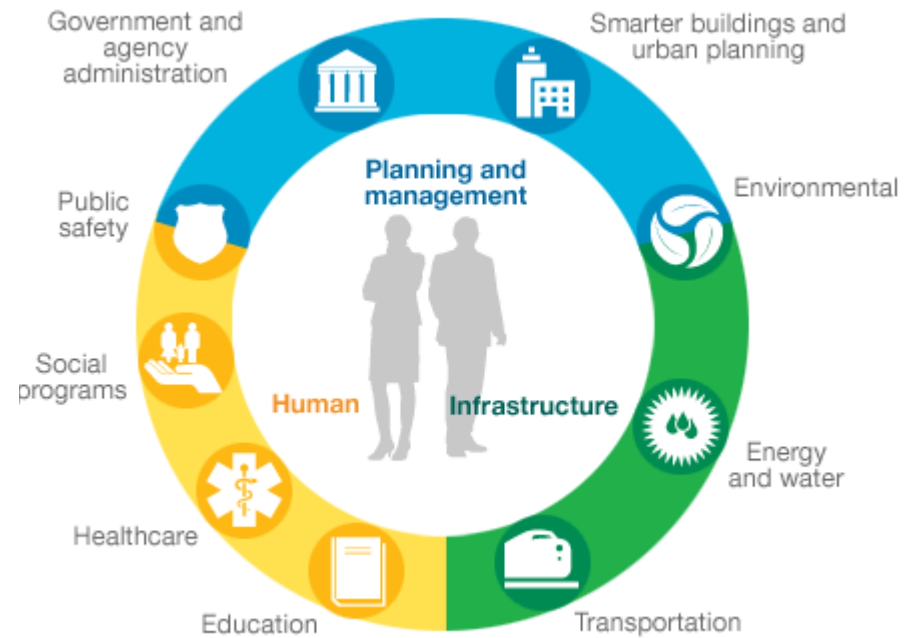 Government and
agency
administration
Smarter buildings and
urban planning
Planning and
management
Public
safety
Environmental
Social
programs
Human
Infrastructure
Energy
and water
Healthcare
Education
Transportation